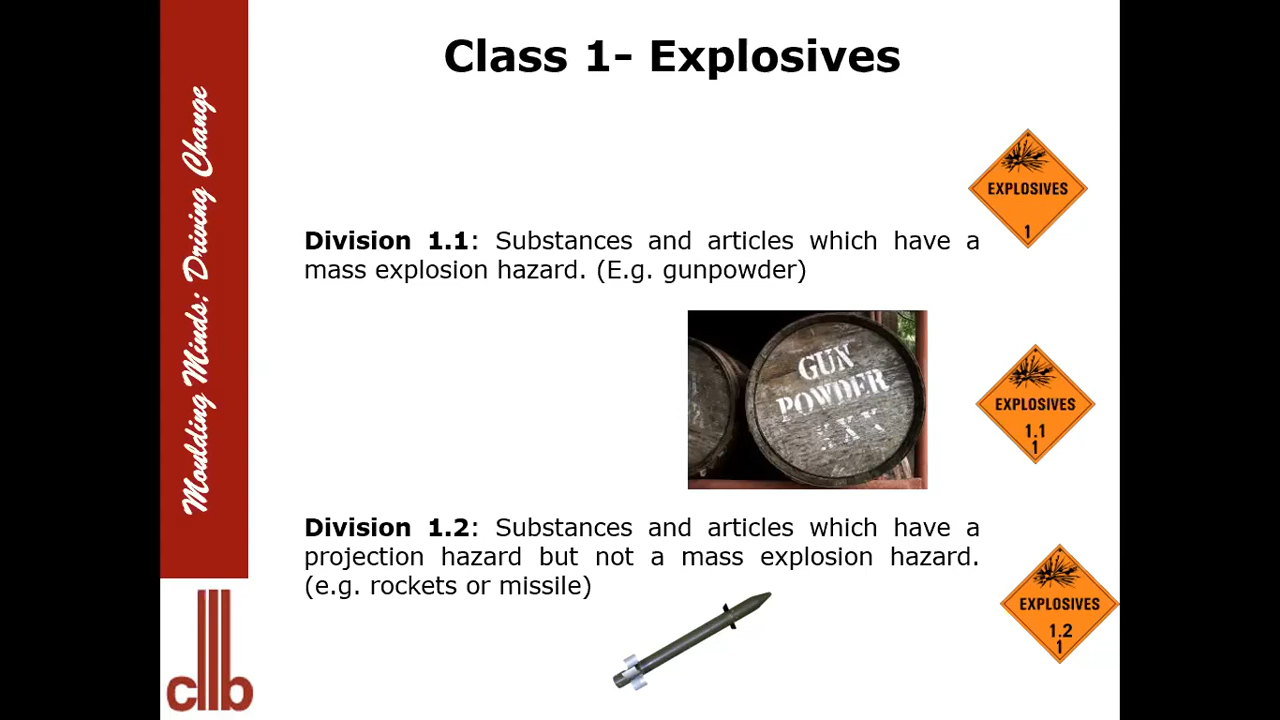 Class 1- Explosives
Moulding Minds; Driving Change
EXPLOSIVES
1
Division 1.1: Substances and articles which have a
mass explosion hazard. (E.g. gunpowder)
GUN
POWDER
X X X
EXPLOSIVES
1.1
1
Division 1.2: Substances and articles which have a
projection hazard but not a mass explosion hazard.
(e.g. rockets or missile)
EXPLOSIVES
1.2
1
cllb